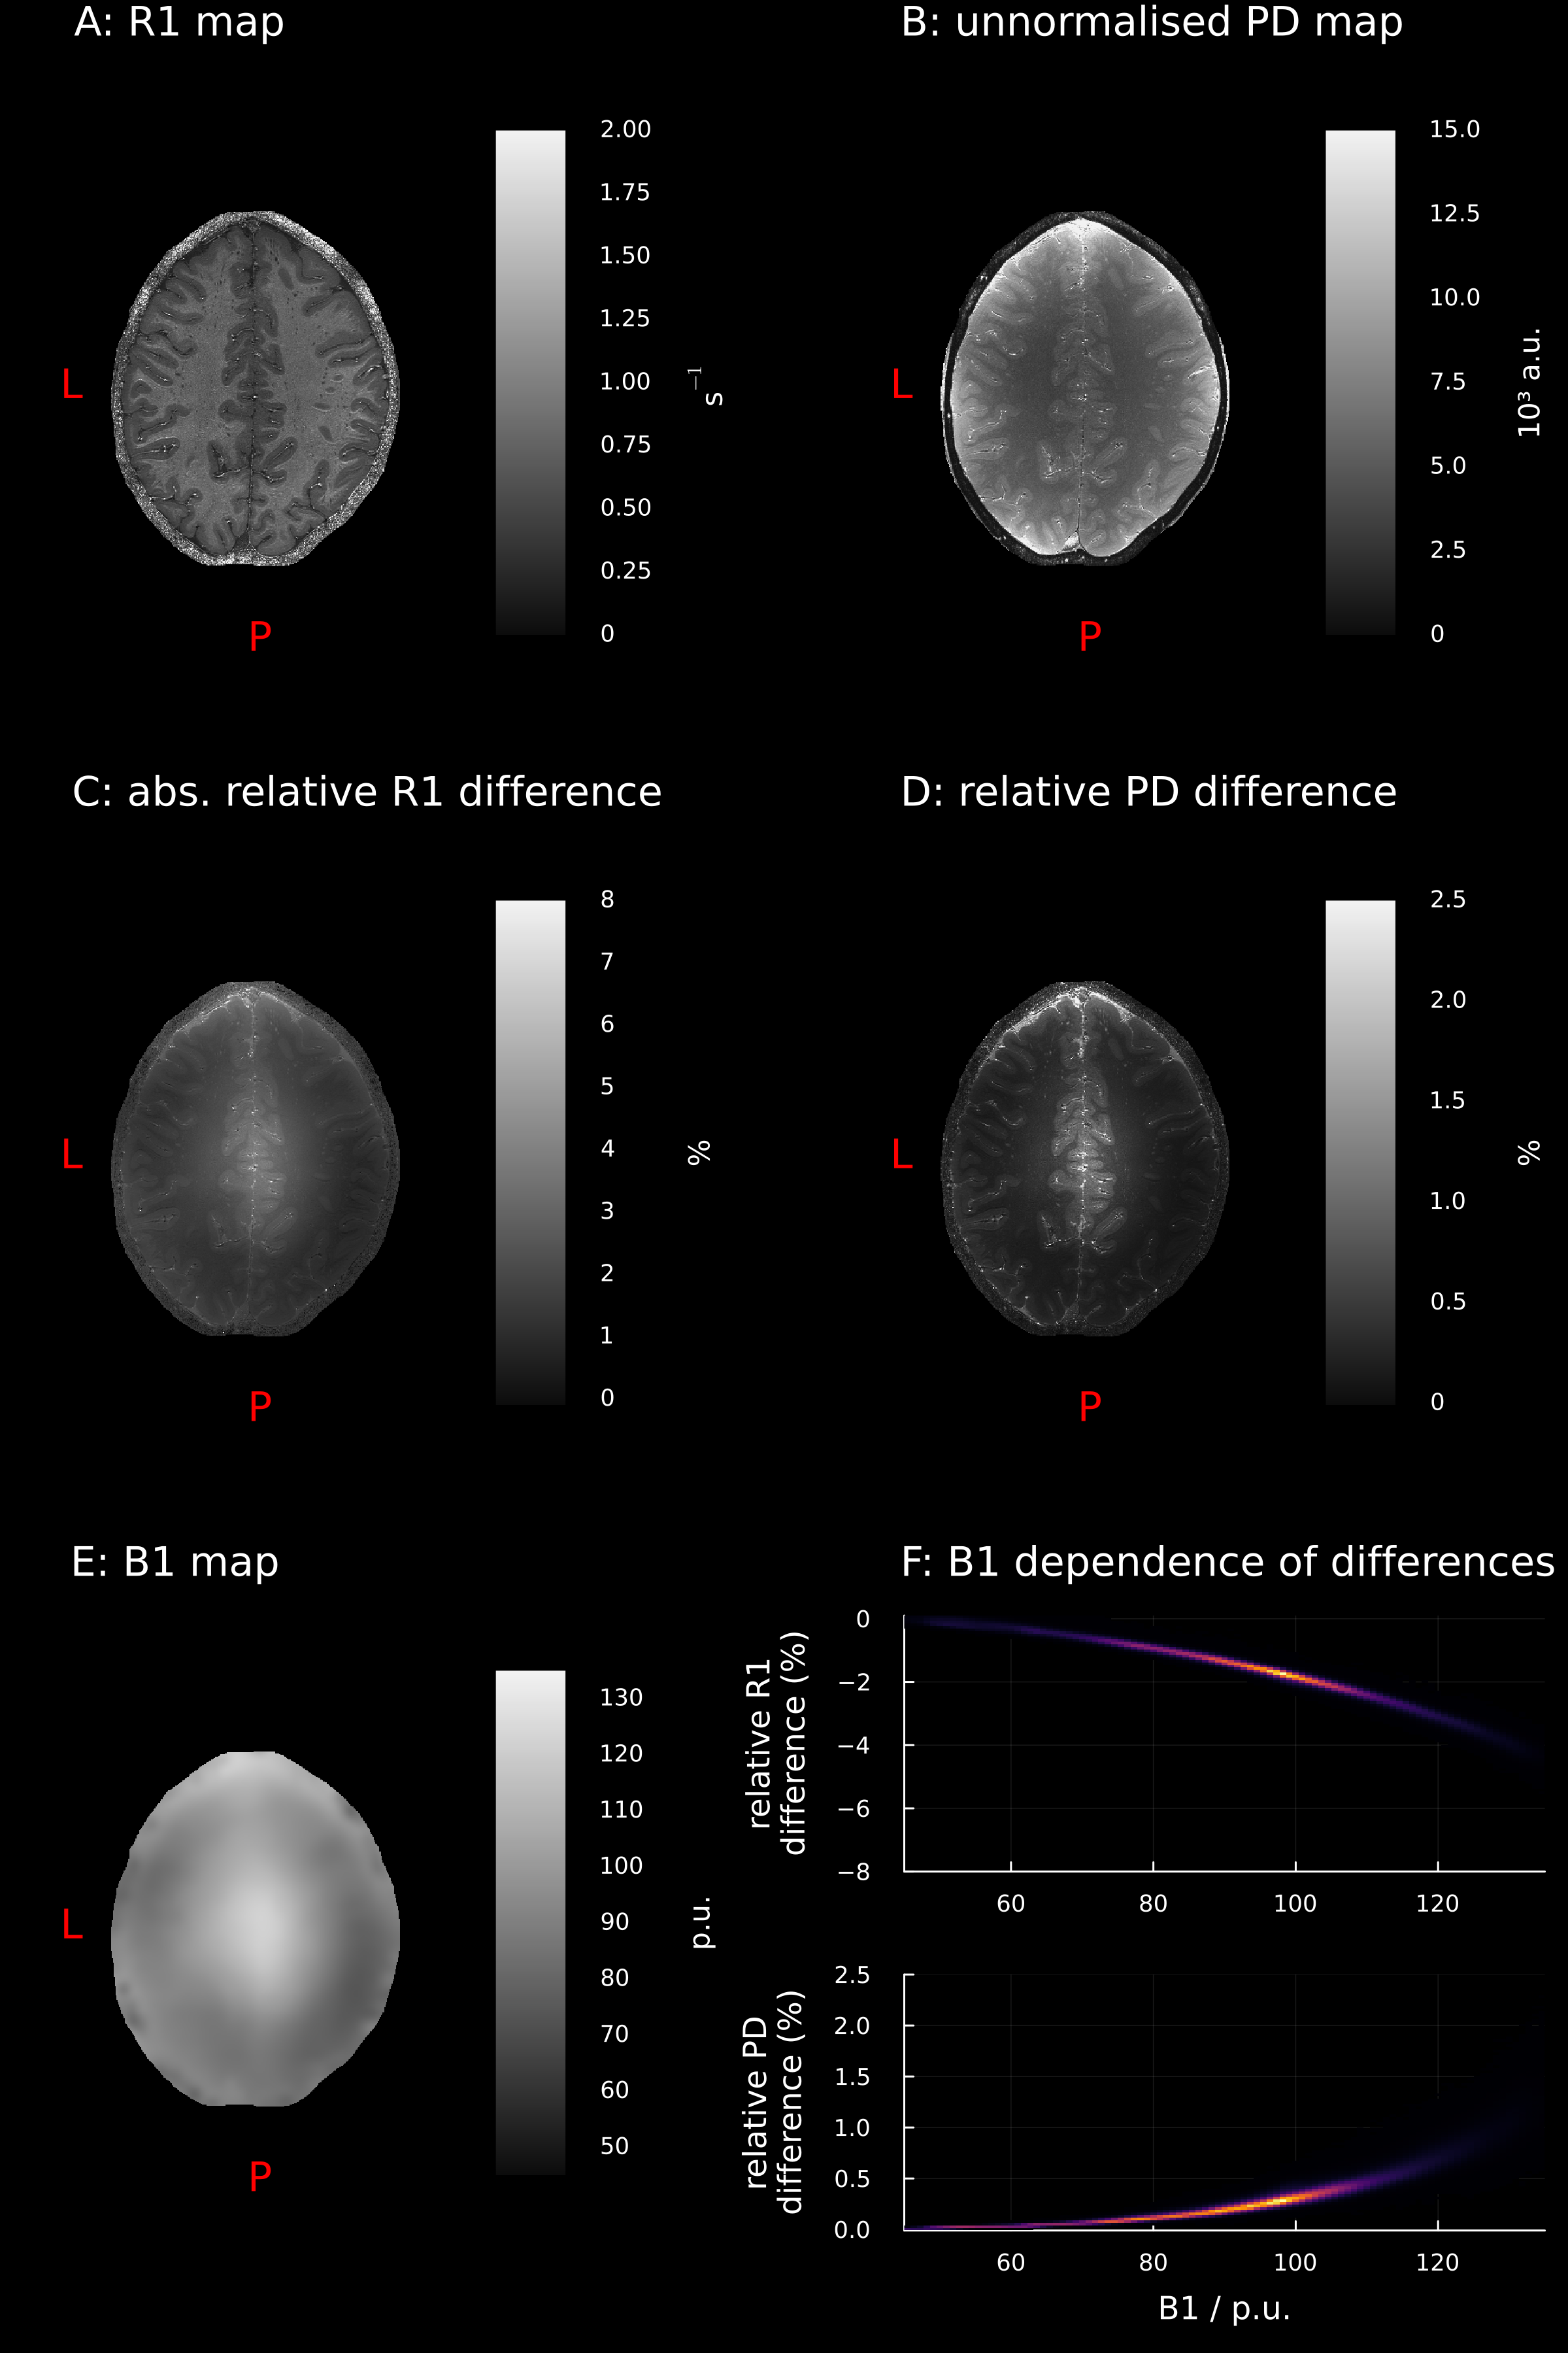 A: R1 map
2.00
1.75
1.50
1.25
1.00
0.75
0.50
0.25
0
s⁻¹
L
P
B: unnormalised PD map
15.0
12.5
10.0
7.5
5.0
2.5
0
10³ a.u.
L
P
C: abs. relative R1 difference
8
7
6
5
4
3
2
1
0
%
L
P
D: relative PD difference
2.5
2.0
1.5
1.0
0.5
0
%
L
P
E: B1 map
130
120
110
100
90
80
70
60
50
p.u.
L
P
F: B1 dependence of differences
relative R1
difference (%)
0
−2
−4
−6
−8
60 80 100 120
relative PD
difference (%)
2.5
2.0
1.5
1.0
0.5
0.0
60 80 100 120
B1 / p.u.